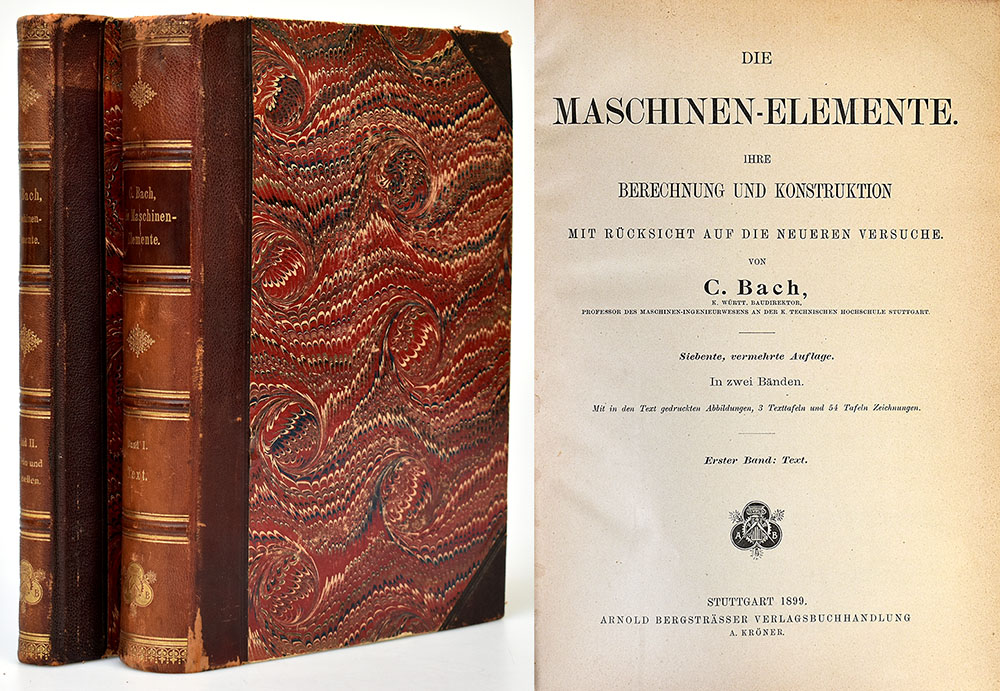 Bach,
II.
und
C. Bach,
Maschinen-
Elemente.
Band I.
Text.
DIE
MASCHINEN-ELEMENTE.
IHRE
BERECHNUNG UND KONSTRUKTION
MIT RÜCKSICHT AUF DIE NEUEREN VERSUCHE.
VON
C. Bach,
K. WÜRTT. BAUDIREKTOR,
PROFESSOR DES MASCHINEN-INGENIEURWESENS AN DER K. TECHNISCHEN HOCHSCHULE STUTTGART.
Siebente, vermehrte Auflage.
In zwei Bänden.
Mit in den Text gedruckten Abbildungen, 3 Texttafeln und 54 Tafeln Zeichnungen.
Erster Band: Text.
A B
STUTTGART 1899.
ARNOLD BERGSTRÄSSER VERLAGSBUCHHANDLUNG
A. KRÖNER.